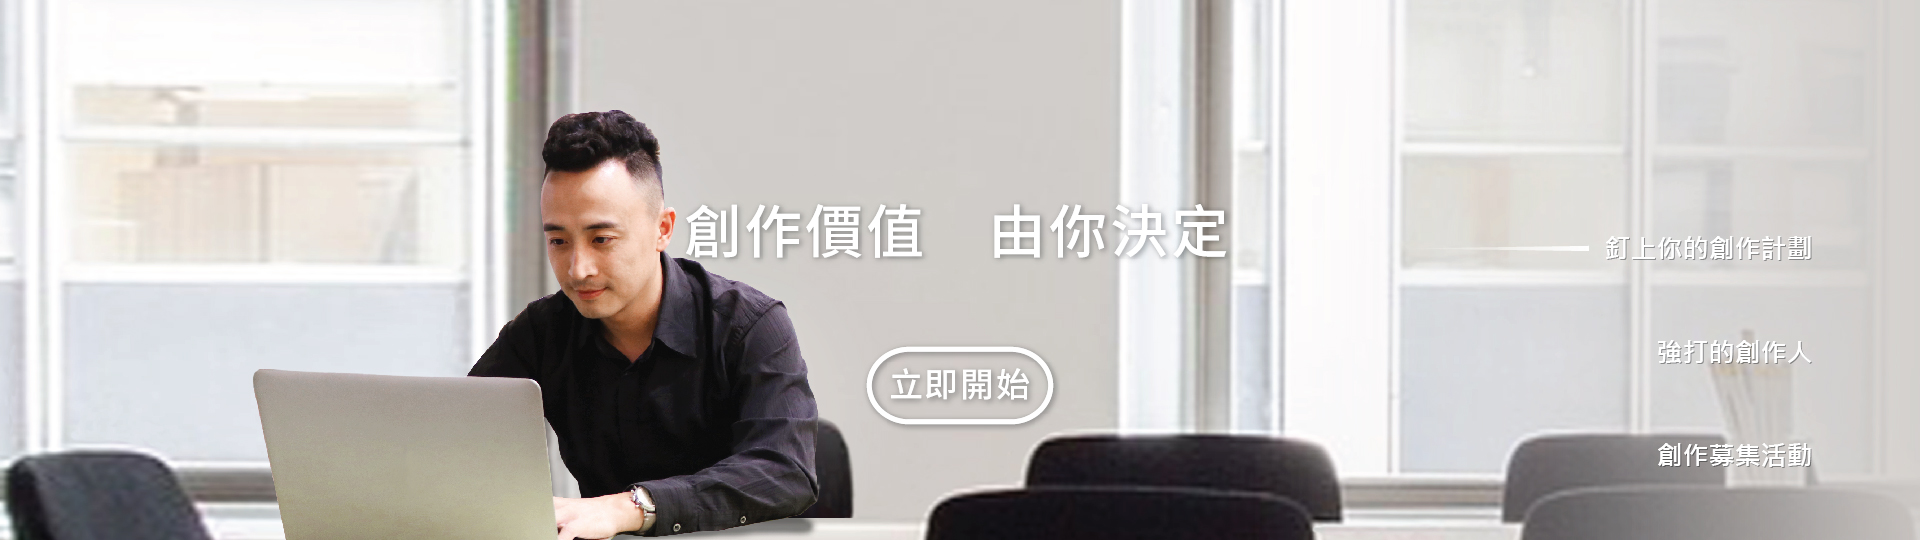 創作價值　由你決定
立即開始
釘上你的創作計劃
強打的創作人
創作募集活動